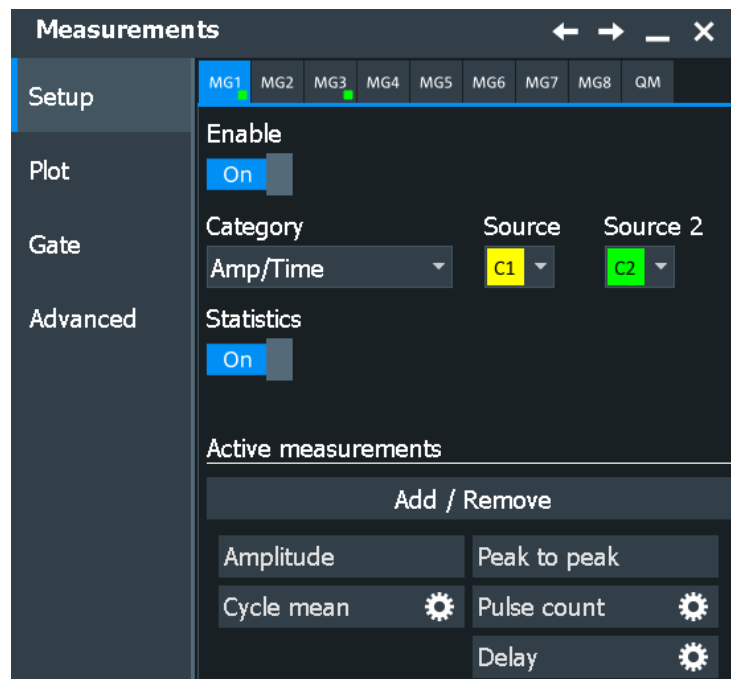 Measurements
Setup
Plot
Gate
Advanced
MG1 MG2 MG3 MG4 MG5 MG6 MG7 MG8 QM
Enable
On
Category Source Source 2
Amp/Time C1 C2
Statistics
On
Active measurements
Add / Remove
Amplitude Peak to peak
Cycle mean Pulse count
Delay